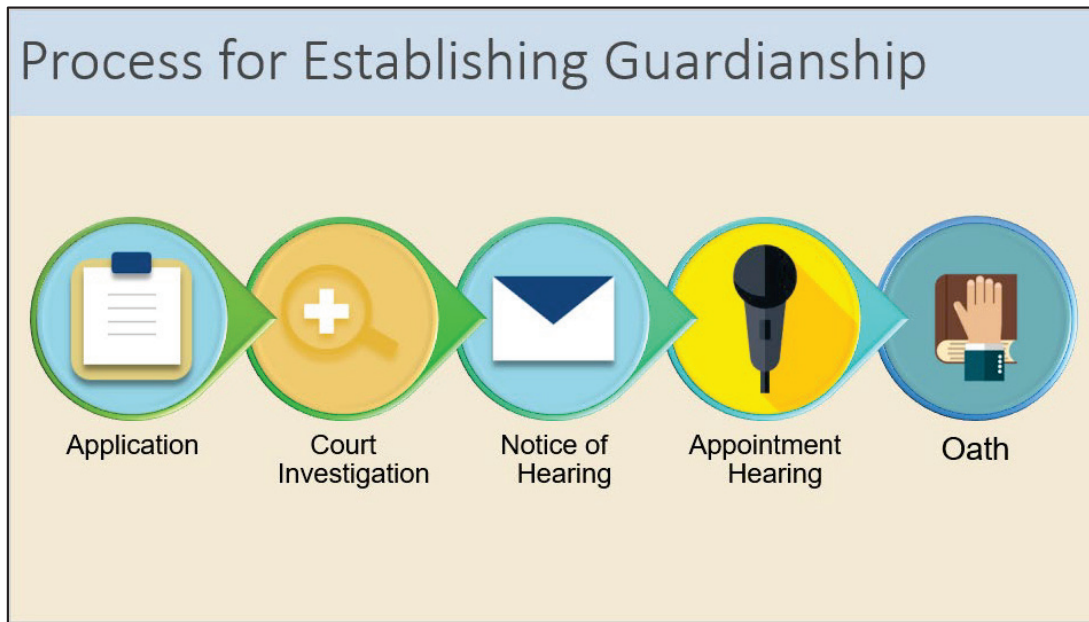 Process for Establishing Guardianship
Application
Court
Investigation
Notice of
Hearing
Appointment
Hearing
Oath